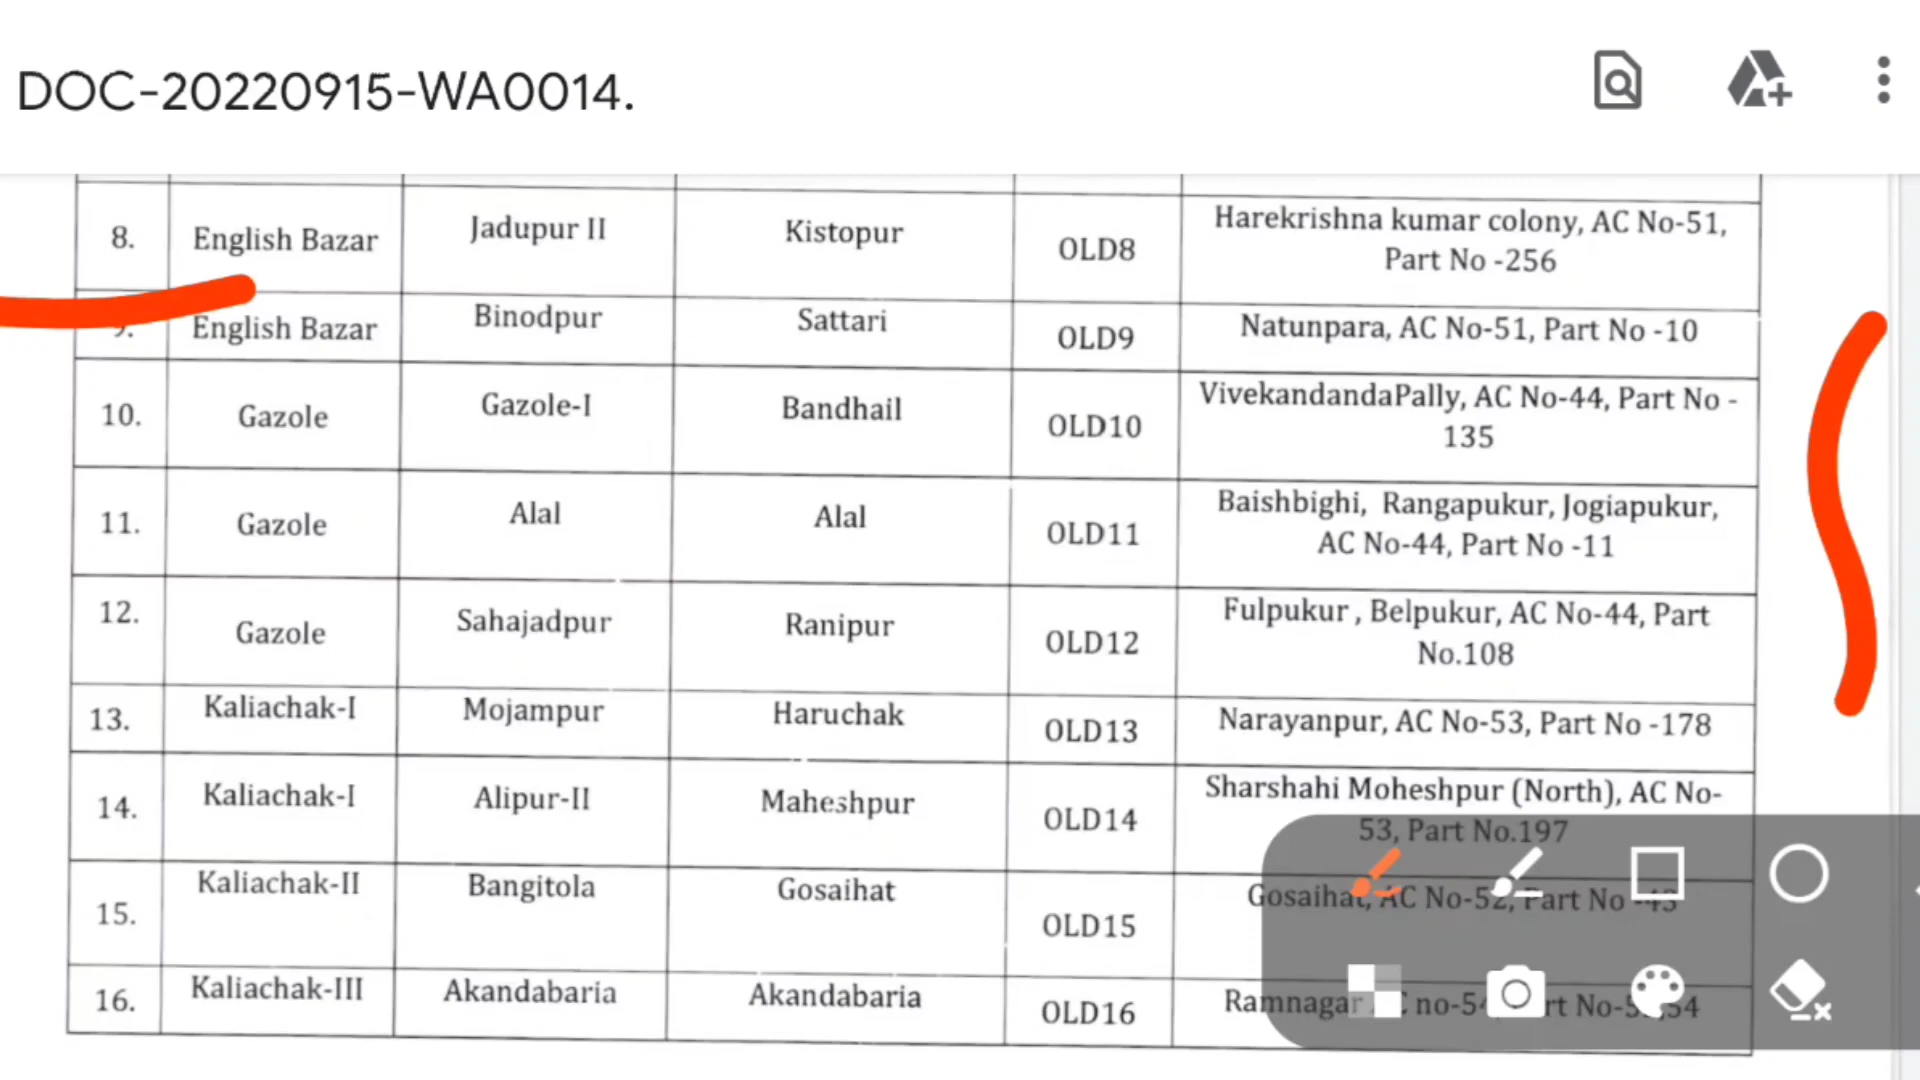 DOC-20220915-WA0014.
8. English Bazar Jadupur II Kistopur OLD8 Harekrishna kumar colony, AC No-51,
Part No -256
English Bazar Binodpur Sattari OLD9 Natunpara, AC No-51, Part No -10
10. Gazole Gazole-I Bandhail OLD10 VivekandandaPally, AC No-44, Part No -
135
11. Gazole Alal Alal OLD11 Baishbighi, Rangapukur, Jogiapukur,
AC No-44, Part No -11
12. Gazole Sahajadpur Ranipur OLD12 Fulpukur , Belpukur, AC No-44, Part
No.108
13. Kaliachak-I Mojampur Haruchak OLD13 Narayanpur, AC No-53, Part No -178
14. Kaliachak-I Alipur-II Maheshpur OLD14 Sharshahi Moheshpur (North), AC No-
53, Part No.197
15. Kaliachak-II Bangitola Gosaihat OLD15 Gosaihat, AC No-52, Part No -43
16. Kaliachak-III Akandabaria Akandabaria OLD16 Ramnagar